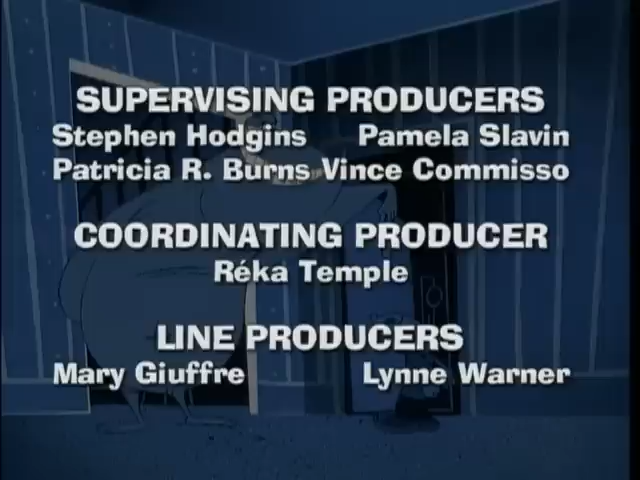 SUPERVISING PRODUCERS
Stephen Hodgins Pamela Slavin
Patricia R. Burns Vince Commisso
COORDINATING PRODUCER
Réka Temple
LINE PRODUCERS
Mary Giuffre Lynne Warner